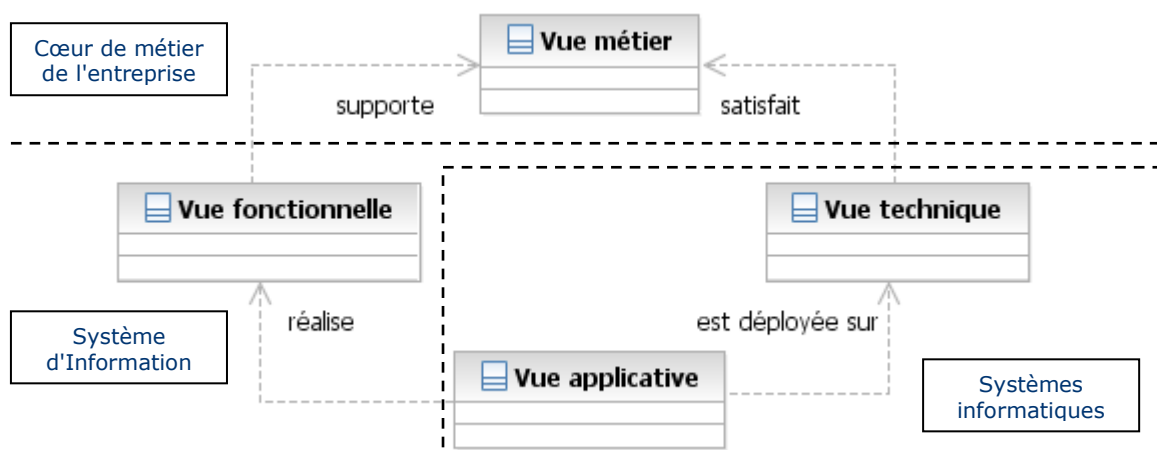 Cœur de métier
de l'entreprise
Vue métier
supporte
satisfait
Vue fonctionnelle
Vue technique
Système
d'Information
réalise
est déployée sur
Vue applicative
Systèmes
informatiques